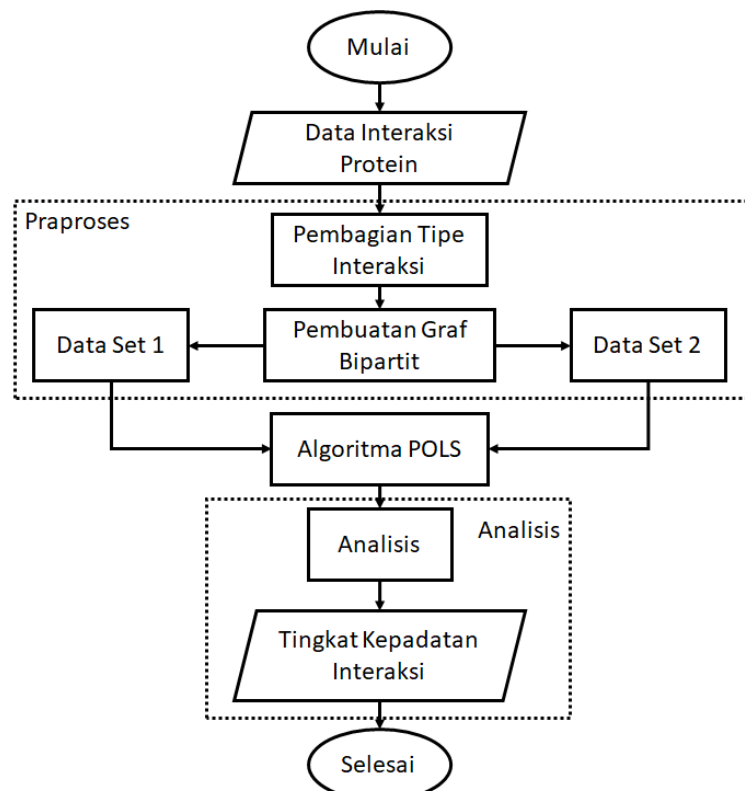 Mulai
Data Interaksi
Protein
Praproses
Pembagian Tipe
Interaksi
Data Set 1
Pembuatan Graf
Bipartit
Data Set 2
Algoritma POLS
Analisis
Analisis
Tingkat Kepadatan
Interaksi
Selesai